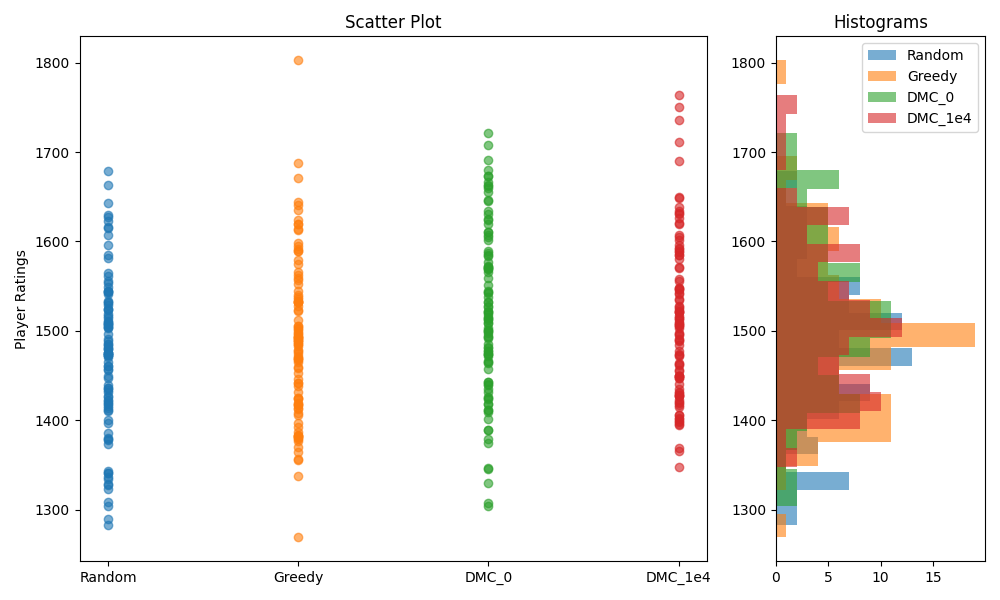 Scatter Plot
Player Ratings
1800
1700
1600
1500
1400
1300
Random Greedy DMC_0 DMC_1e4
Histograms
1800
1700
1600
1500
1400
1300
0 5 10 15
Random
Greedy
DMC_0
DMC_1e4